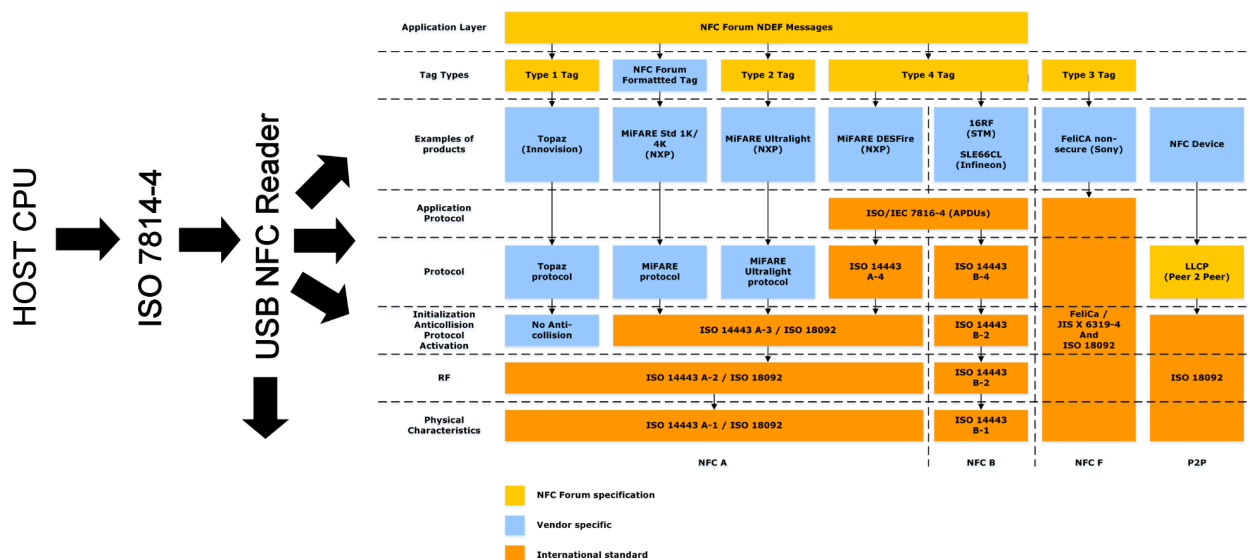 HOST CPU
ISO 7814-4
USB NFC Reader
Application Layer
NFC Forum NDEF Messages
Tag Types
Type 1 Tag
NFC Forum
Formattted Tag
Type 2 Tag
Type 4 Tag
Type 3 Tag
Examples of
products
Topaz
(Innovision)
MiFARE Std 1K/
4K
(NXP)
MiFARE Ultralight
(NXP)
MiFARE DESFire
(NXP)
16RF
(STM)
SLE66CL
(Infineon)
FeliCA non-
secure (Sony)
NFC Device
Application
Protocol
ISO/IEC 7816-4 (APDUs)
Protocol
Topaz
protocol
MiFARE
protocol
MiFARE
Ultralight
protocol
ISO 14443
A-4
ISO 14443
B-4
LLCP
(Peer 2 Peer)
Initialization
Anticollision
Protocol
Activation
No Anti-
collision
ISO 14443 A-3 / ISO 18092
ISO 14443
B-2
FeliCa /
JIS X 6319-4
And
ISO 18092
RF
ISO 14443 A-2 / ISO 18092
ISO 14443
B-2
ISO 18092
Physical
Characteristics
ISO 14443 A-1 / ISO 18092
ISO 14443
B-1
NFC A
NFC B
NFC F
P2P
NFC Forum specification
Vendor specific
International standard